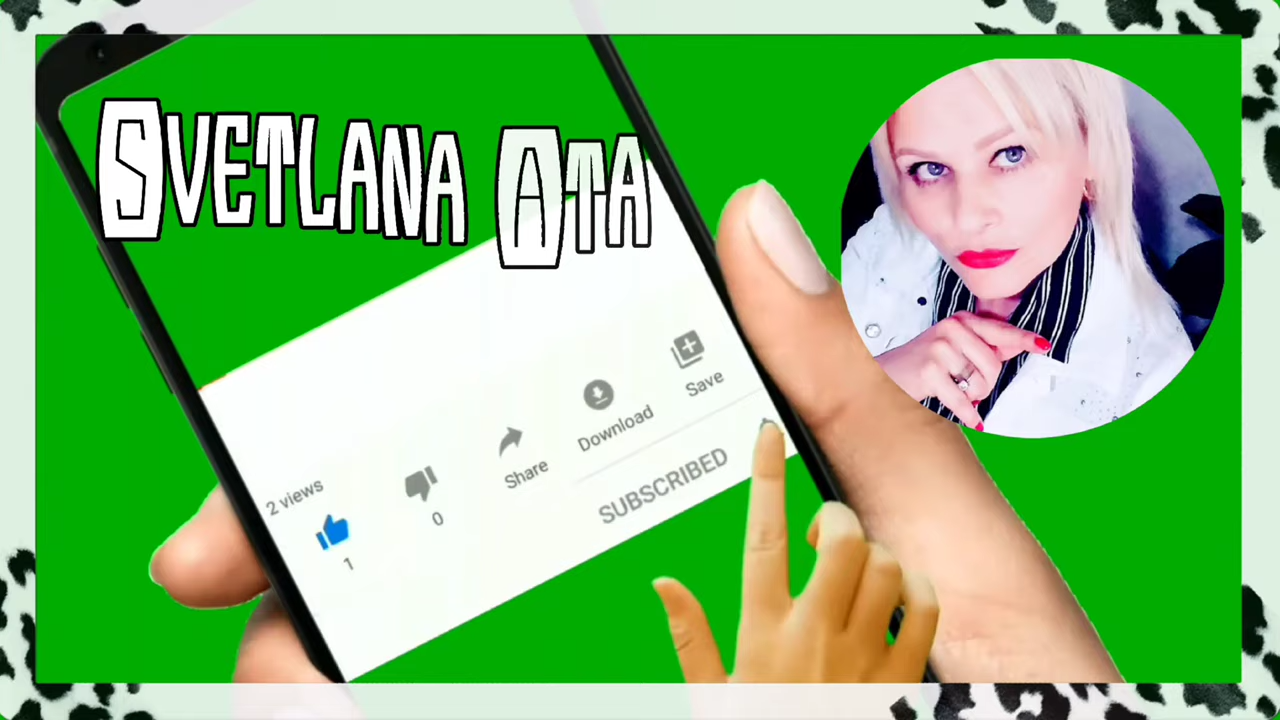 Svetlana Ata
2 views
1
0
Share
Download
Save
SUBSCRIBED